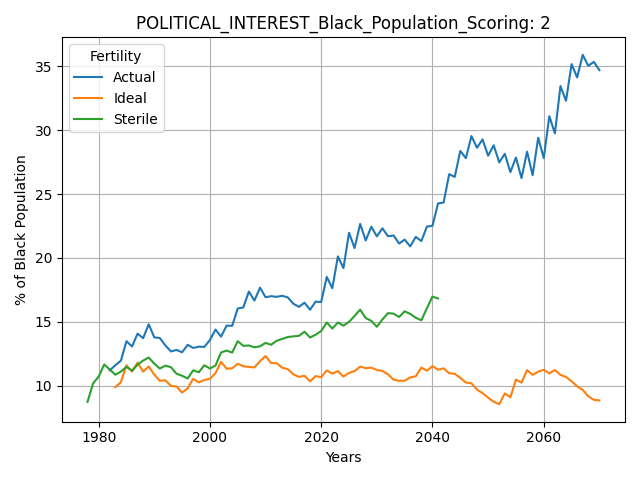 POLITICAL_INTEREST_Black_Population_Scoring: 2
Fertility
Actual
Ideal
Sterile
% of Black Population
35
30
25
20
15
10
1980 2000 2020 2040 2060
Years